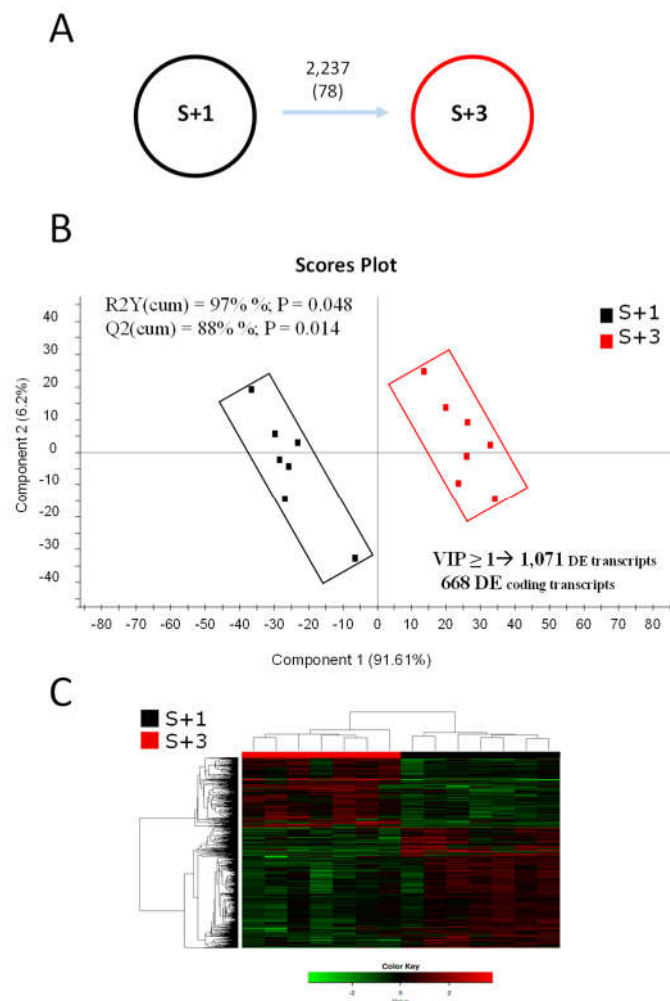 A
2,237
(78)
S+1
S+3
B
Scores Plot
R2Y(cum) = 97% %; P = 0.048
Q2(cum) = 88% %; P = 0.014
S+1
S+3
40
30
20
10
0
-10
-20
-30
-40
Component 2 (6.2%)
VIP ≥ 1→ 1,071 DE transcripts
668 DE coding transcripts
-80 -70 -60 -50 -40 -30 -20 -10 0 10 20 30 40 50 60 70 80
Component 1 (91.61%)
C
S+1
S+3
Color Key
-2 0 2